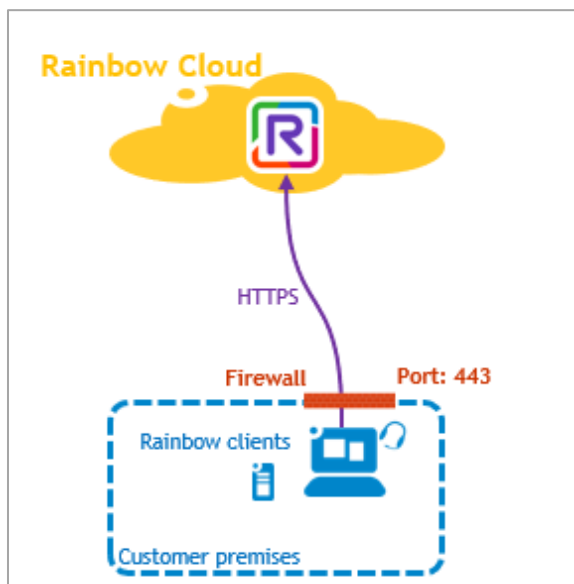 Rainbow Cloud
R
HTTPS
Firewall
Port: 443
Rainbow clients
Customer premises